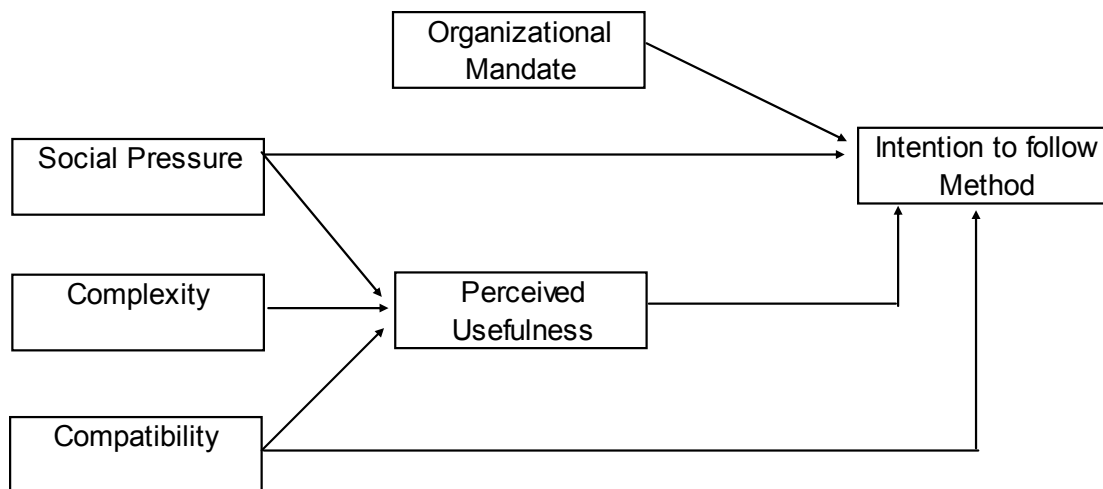 Organizational
Mandate
Social Pressure
Intention to follow
Method
Complexity
Perceived
Usefulness
Compatibility